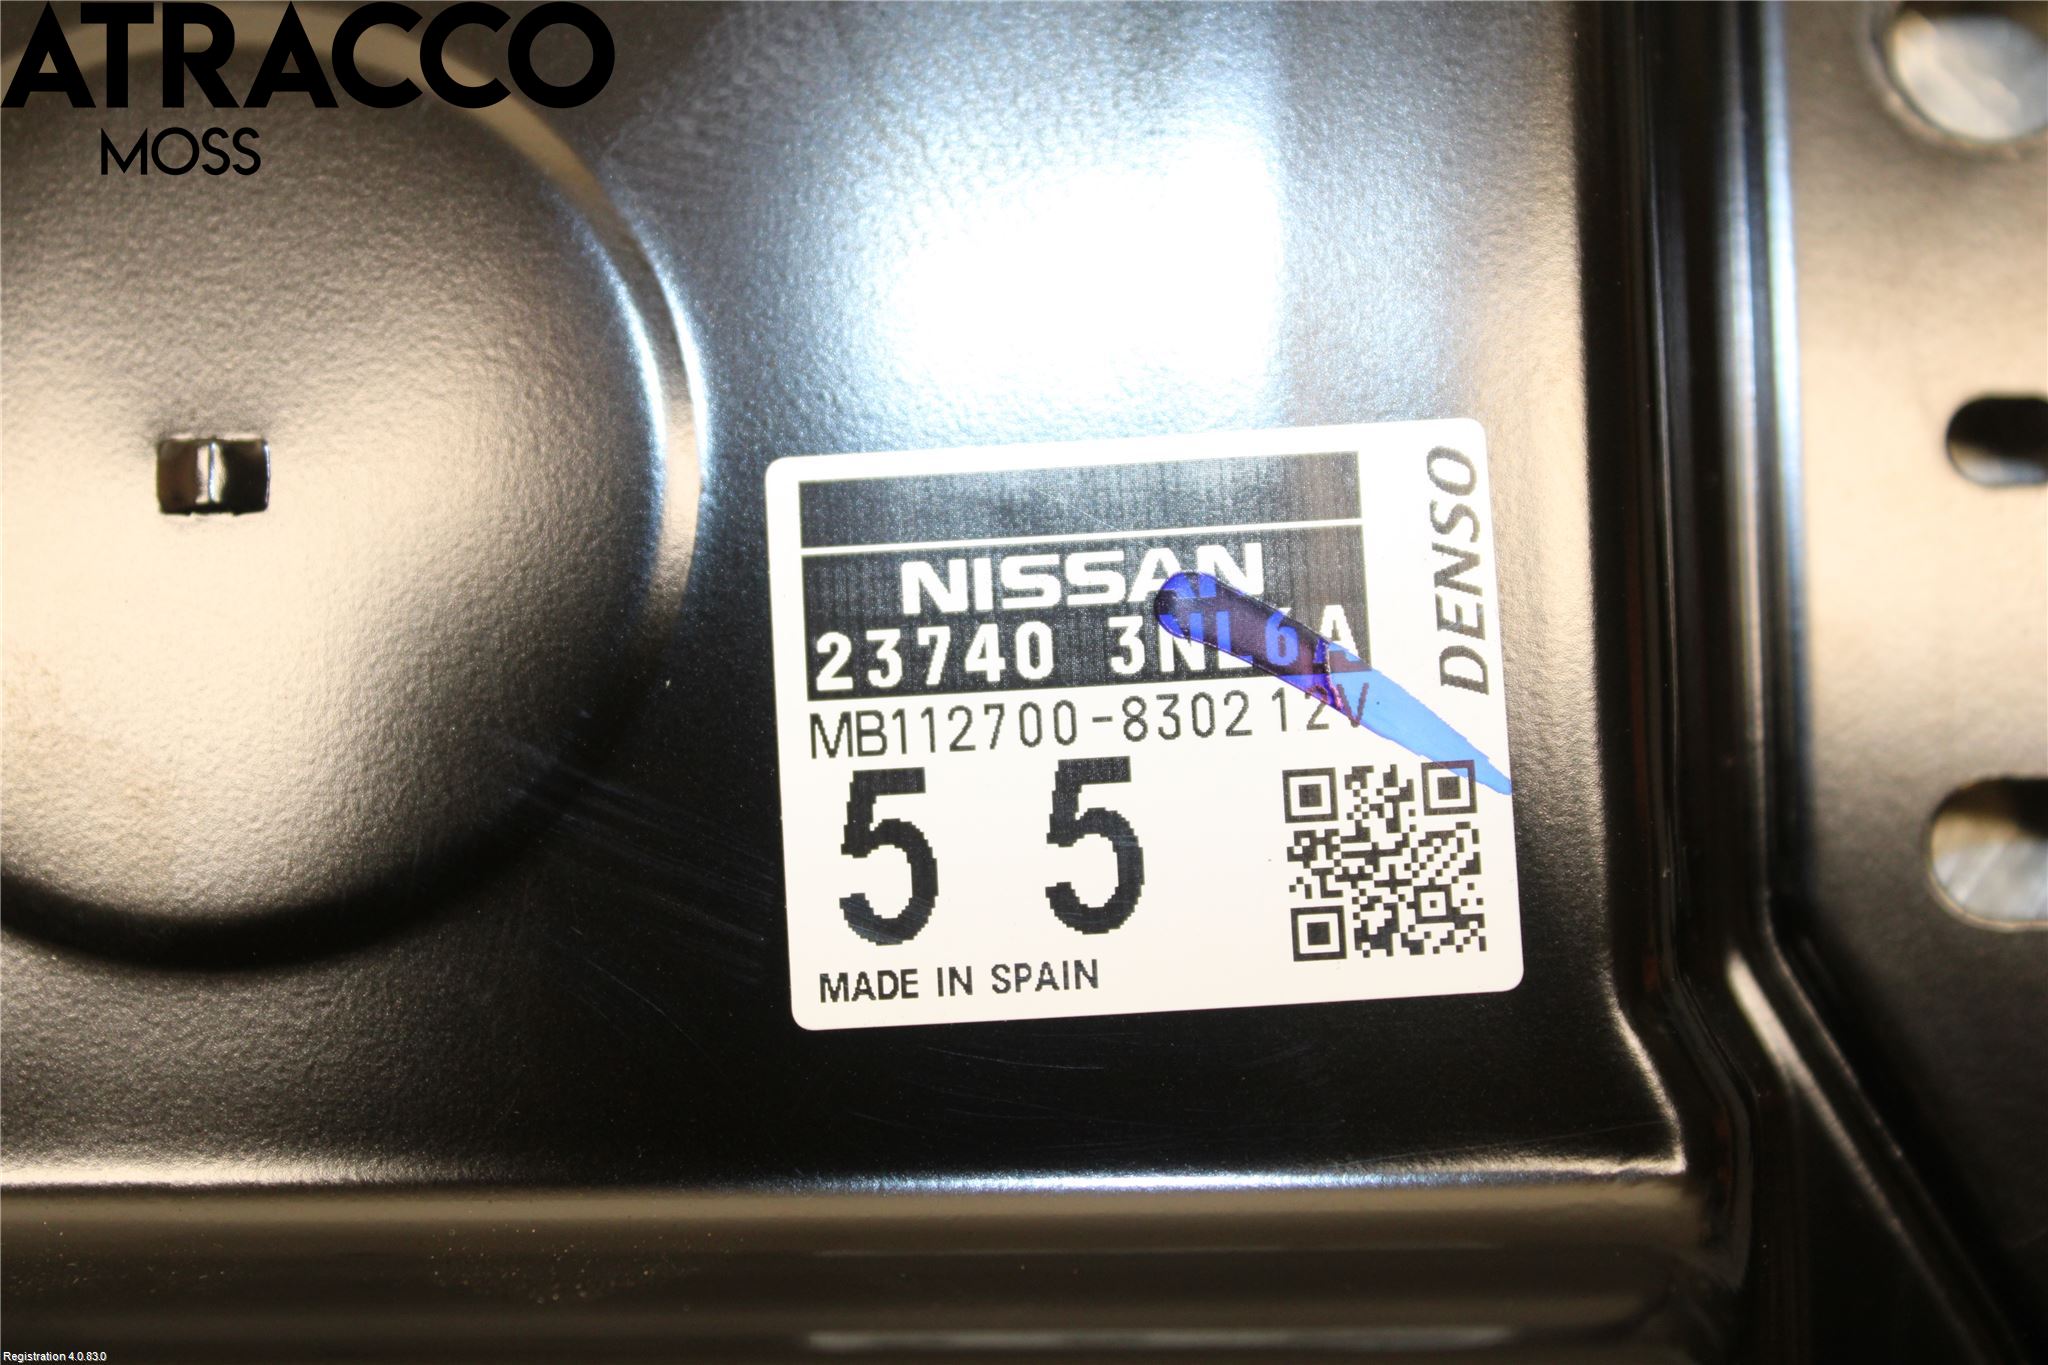 ATRACCO
MOSS
NISSAN
23740 3NL6A
MB112700-8302 12V
5 5
MADE IN SPAIN
DENSO
Registration 4.0.83.0